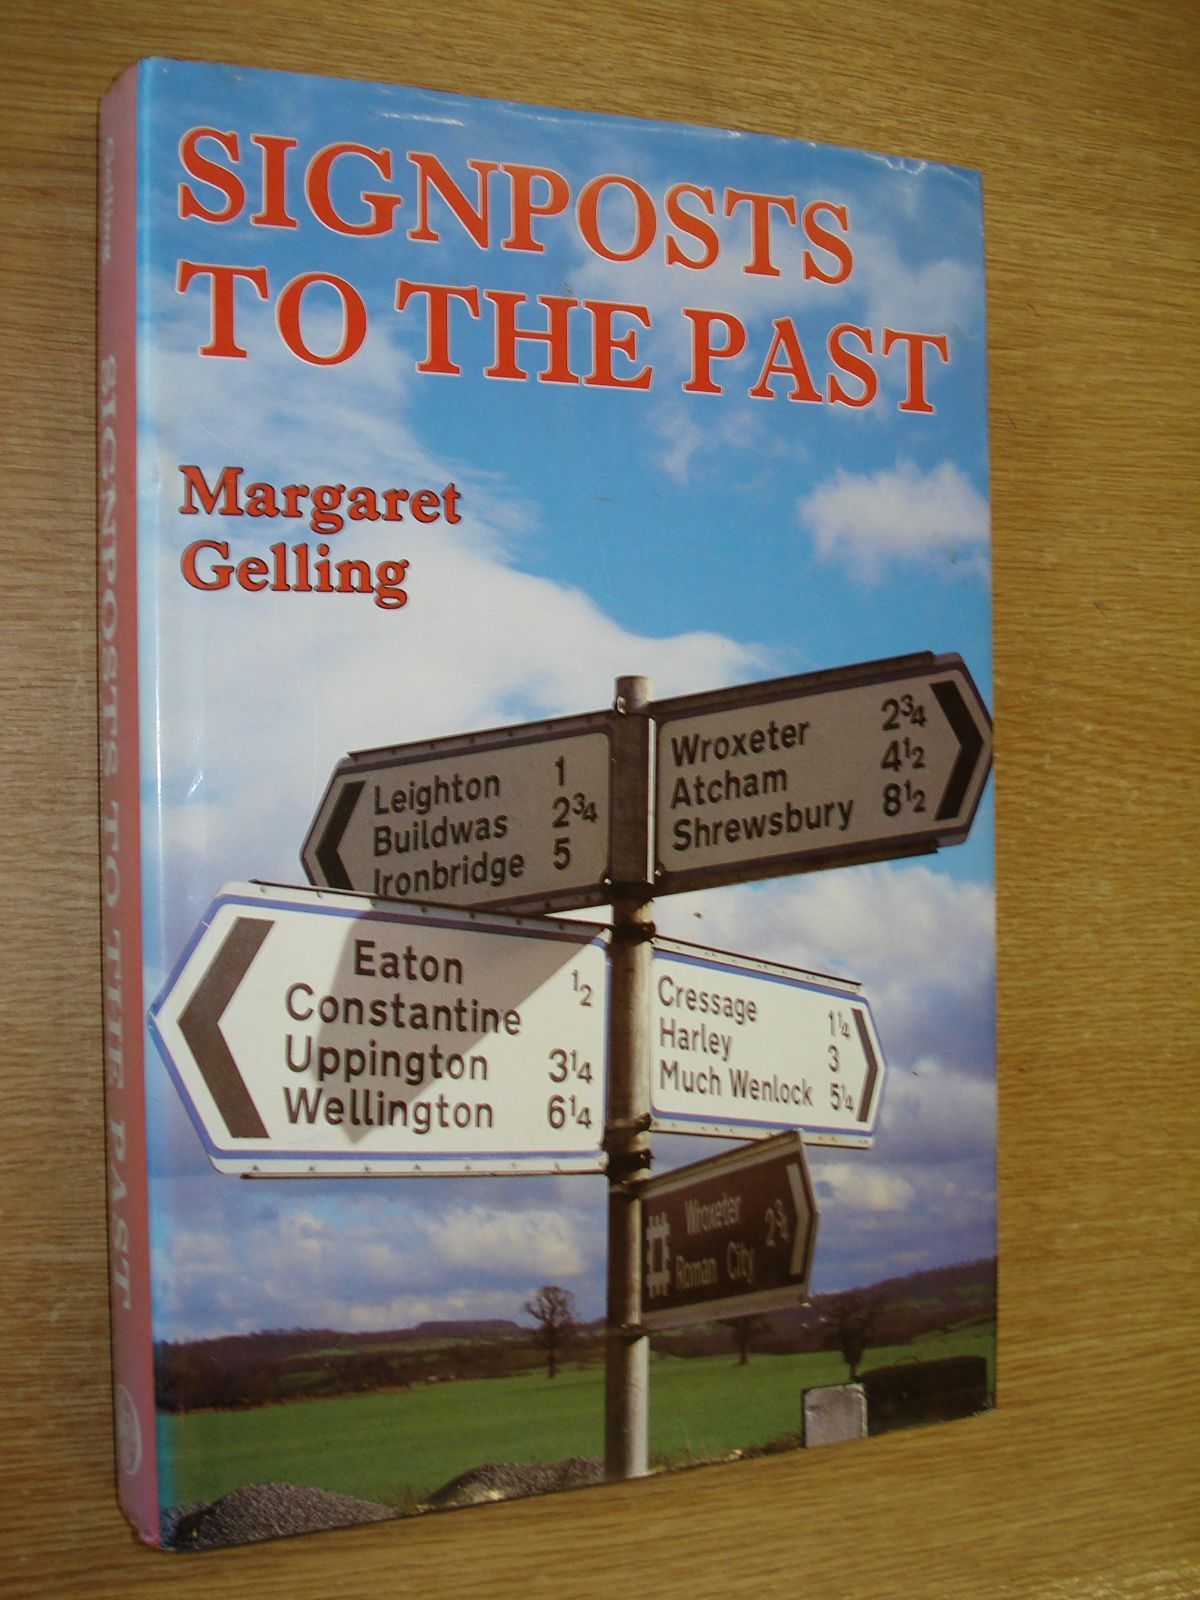 SIGNPOSTS
TO THE PAST
Margaret
Gelling
Gelling SIGNPOSTS TO THE PAST
Leighton 1
Buildwas 2¾
Ironbridge 5
Wroxeter 2¾
Atcham 4½
Shrewsbury 8½
Eaton
Constantine ½
Uppington 3¼
Wellington 6¼
Cressage 1¼
Harley 3
Much Wenlock 5¼
Wroxeter
Roman City 2¾